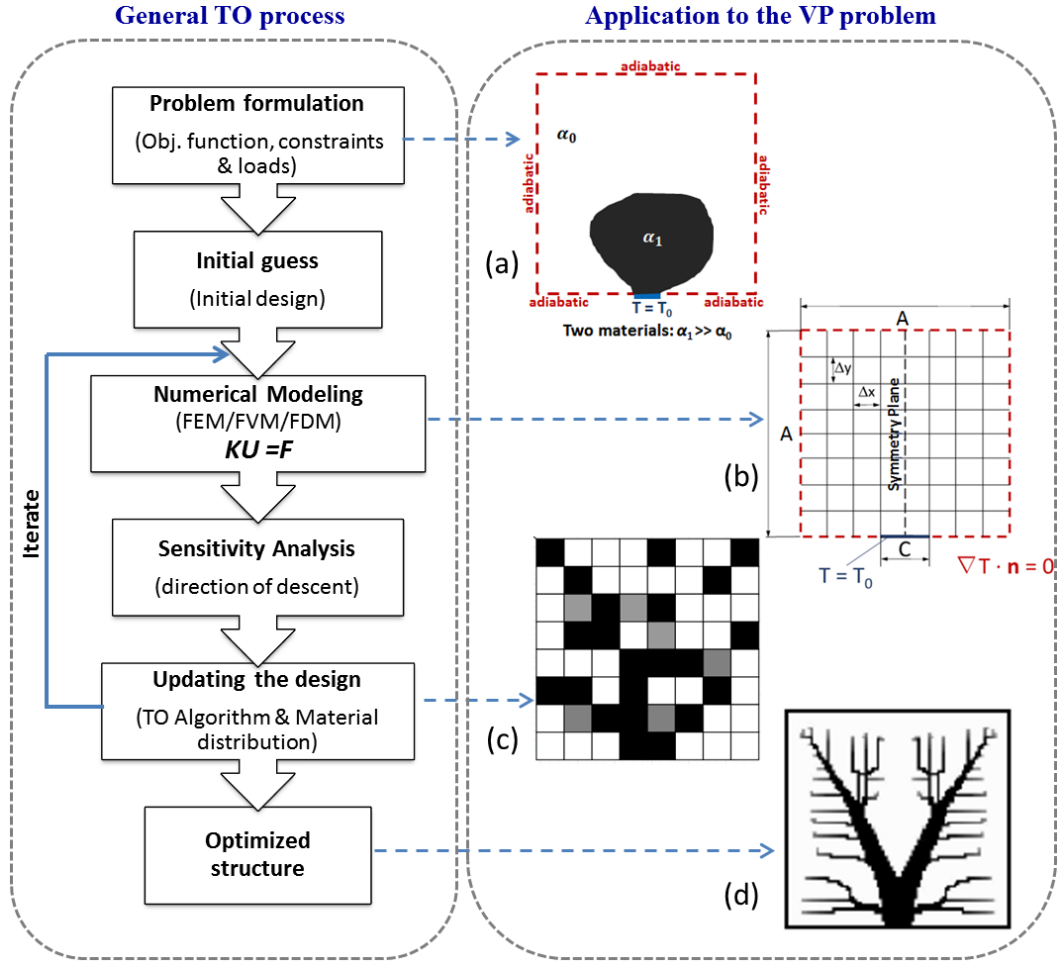 General TO process
Problem formulation
(Obj. function, constraints
& loads)
Initial guess
(Initial design)
Numerical Modeling
(FEM/FVM/FDM)
KU =F
Iterate
Sensitivity Analysis
(direction of descent)
Updating the design
(TO Algorithm & Material
distribution)
Optimized
structure
Application to the VP problem
adiabatic
α₀
adiabatic
adiabatic
α₁
(a)
adiabatic
adiabatic
T = T₀
Two materials: α₁ >> α₀
A
Δy
Δx
A
Symmetry Plane
(b)
C
T = T₀
▽T · n = 0
(c)
(d)